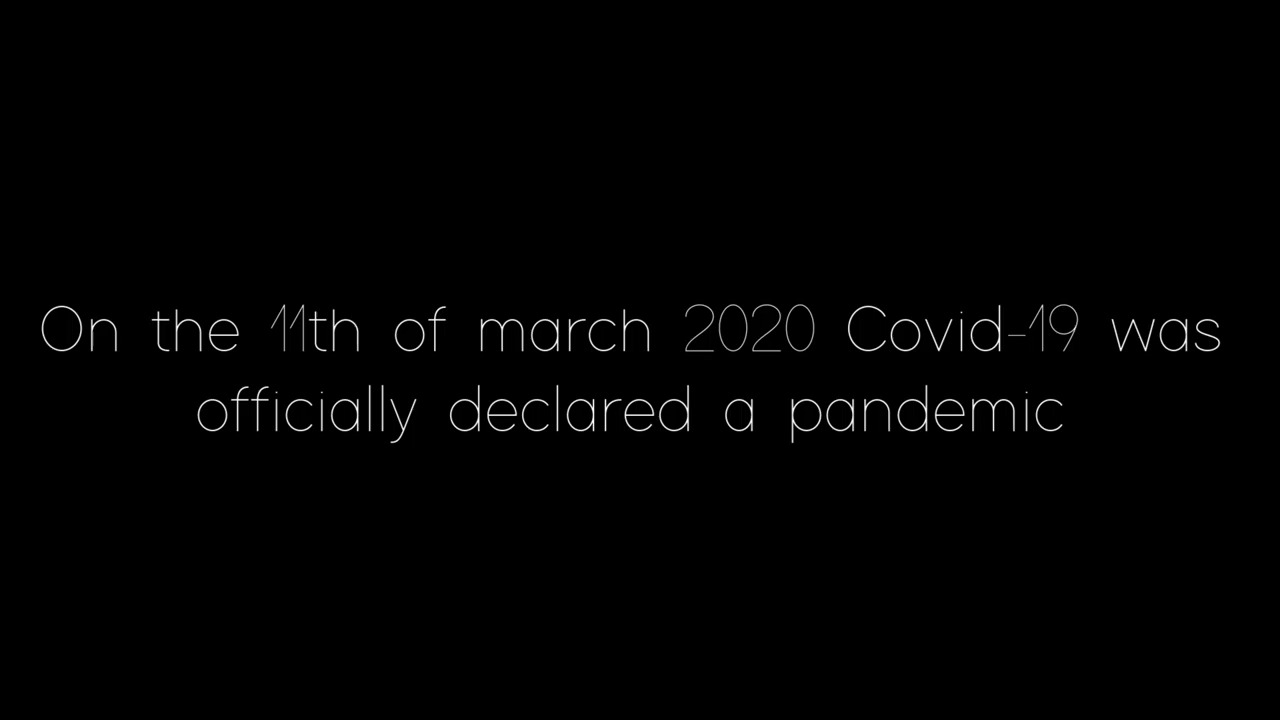 On the 11th of march 2020 Covid-19 was
officially declared a pandemic